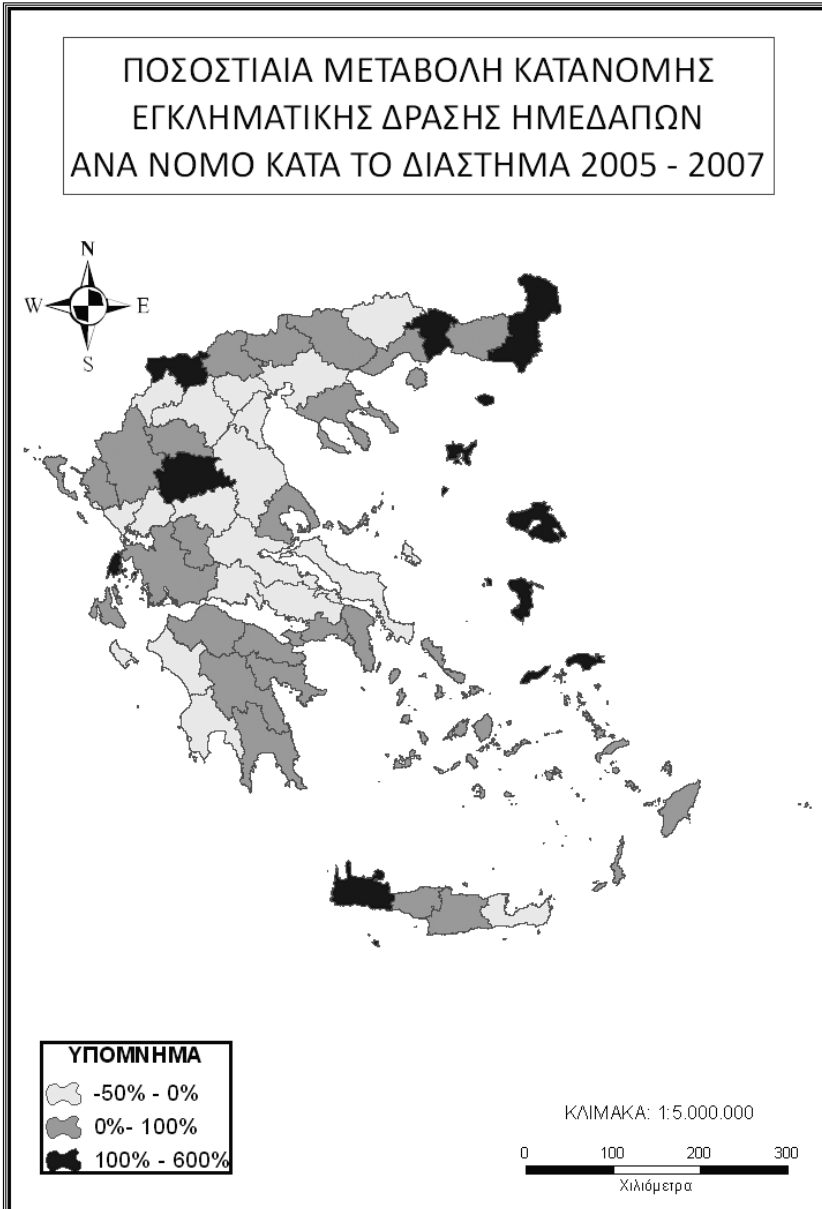 ΠΟΣΟΣΤΙΑΙΑ ΜΕΤΑΒΟΛΗ ΚΑΤΑΝΟΜΗΣ
ΕΓΚΛΗΜΑΤΙΚΗΣ ΔΡΑΣΗΣ ΗΜΕΔΑΠΩΝ
ΑΝΑ ΝΟΜΟ ΚΑΤΑ ΤΟ ΔΙΑΣΤΗΜΑ 2005 - 2007
N
W E
S
ΥΠΟΜΝΗΜΑ
-50% - 0%
0%- 100%
100% - 600%
ΚΛΙΜΑΚΑ: 1:5.000.000
0 100 200 300
Χιλιόμετρα